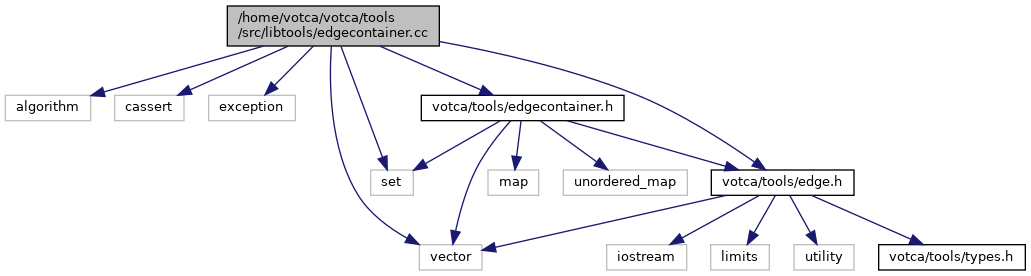 /home/votca/votca/tools
/src/libtools/edgecontainer.cc
algorithm
cassert
exception
votca/tools/edgecontainer.h
set
map
unordered_map
votca/tools/edge.h
vector
iostream
limits
utility
votca/tools/types.h